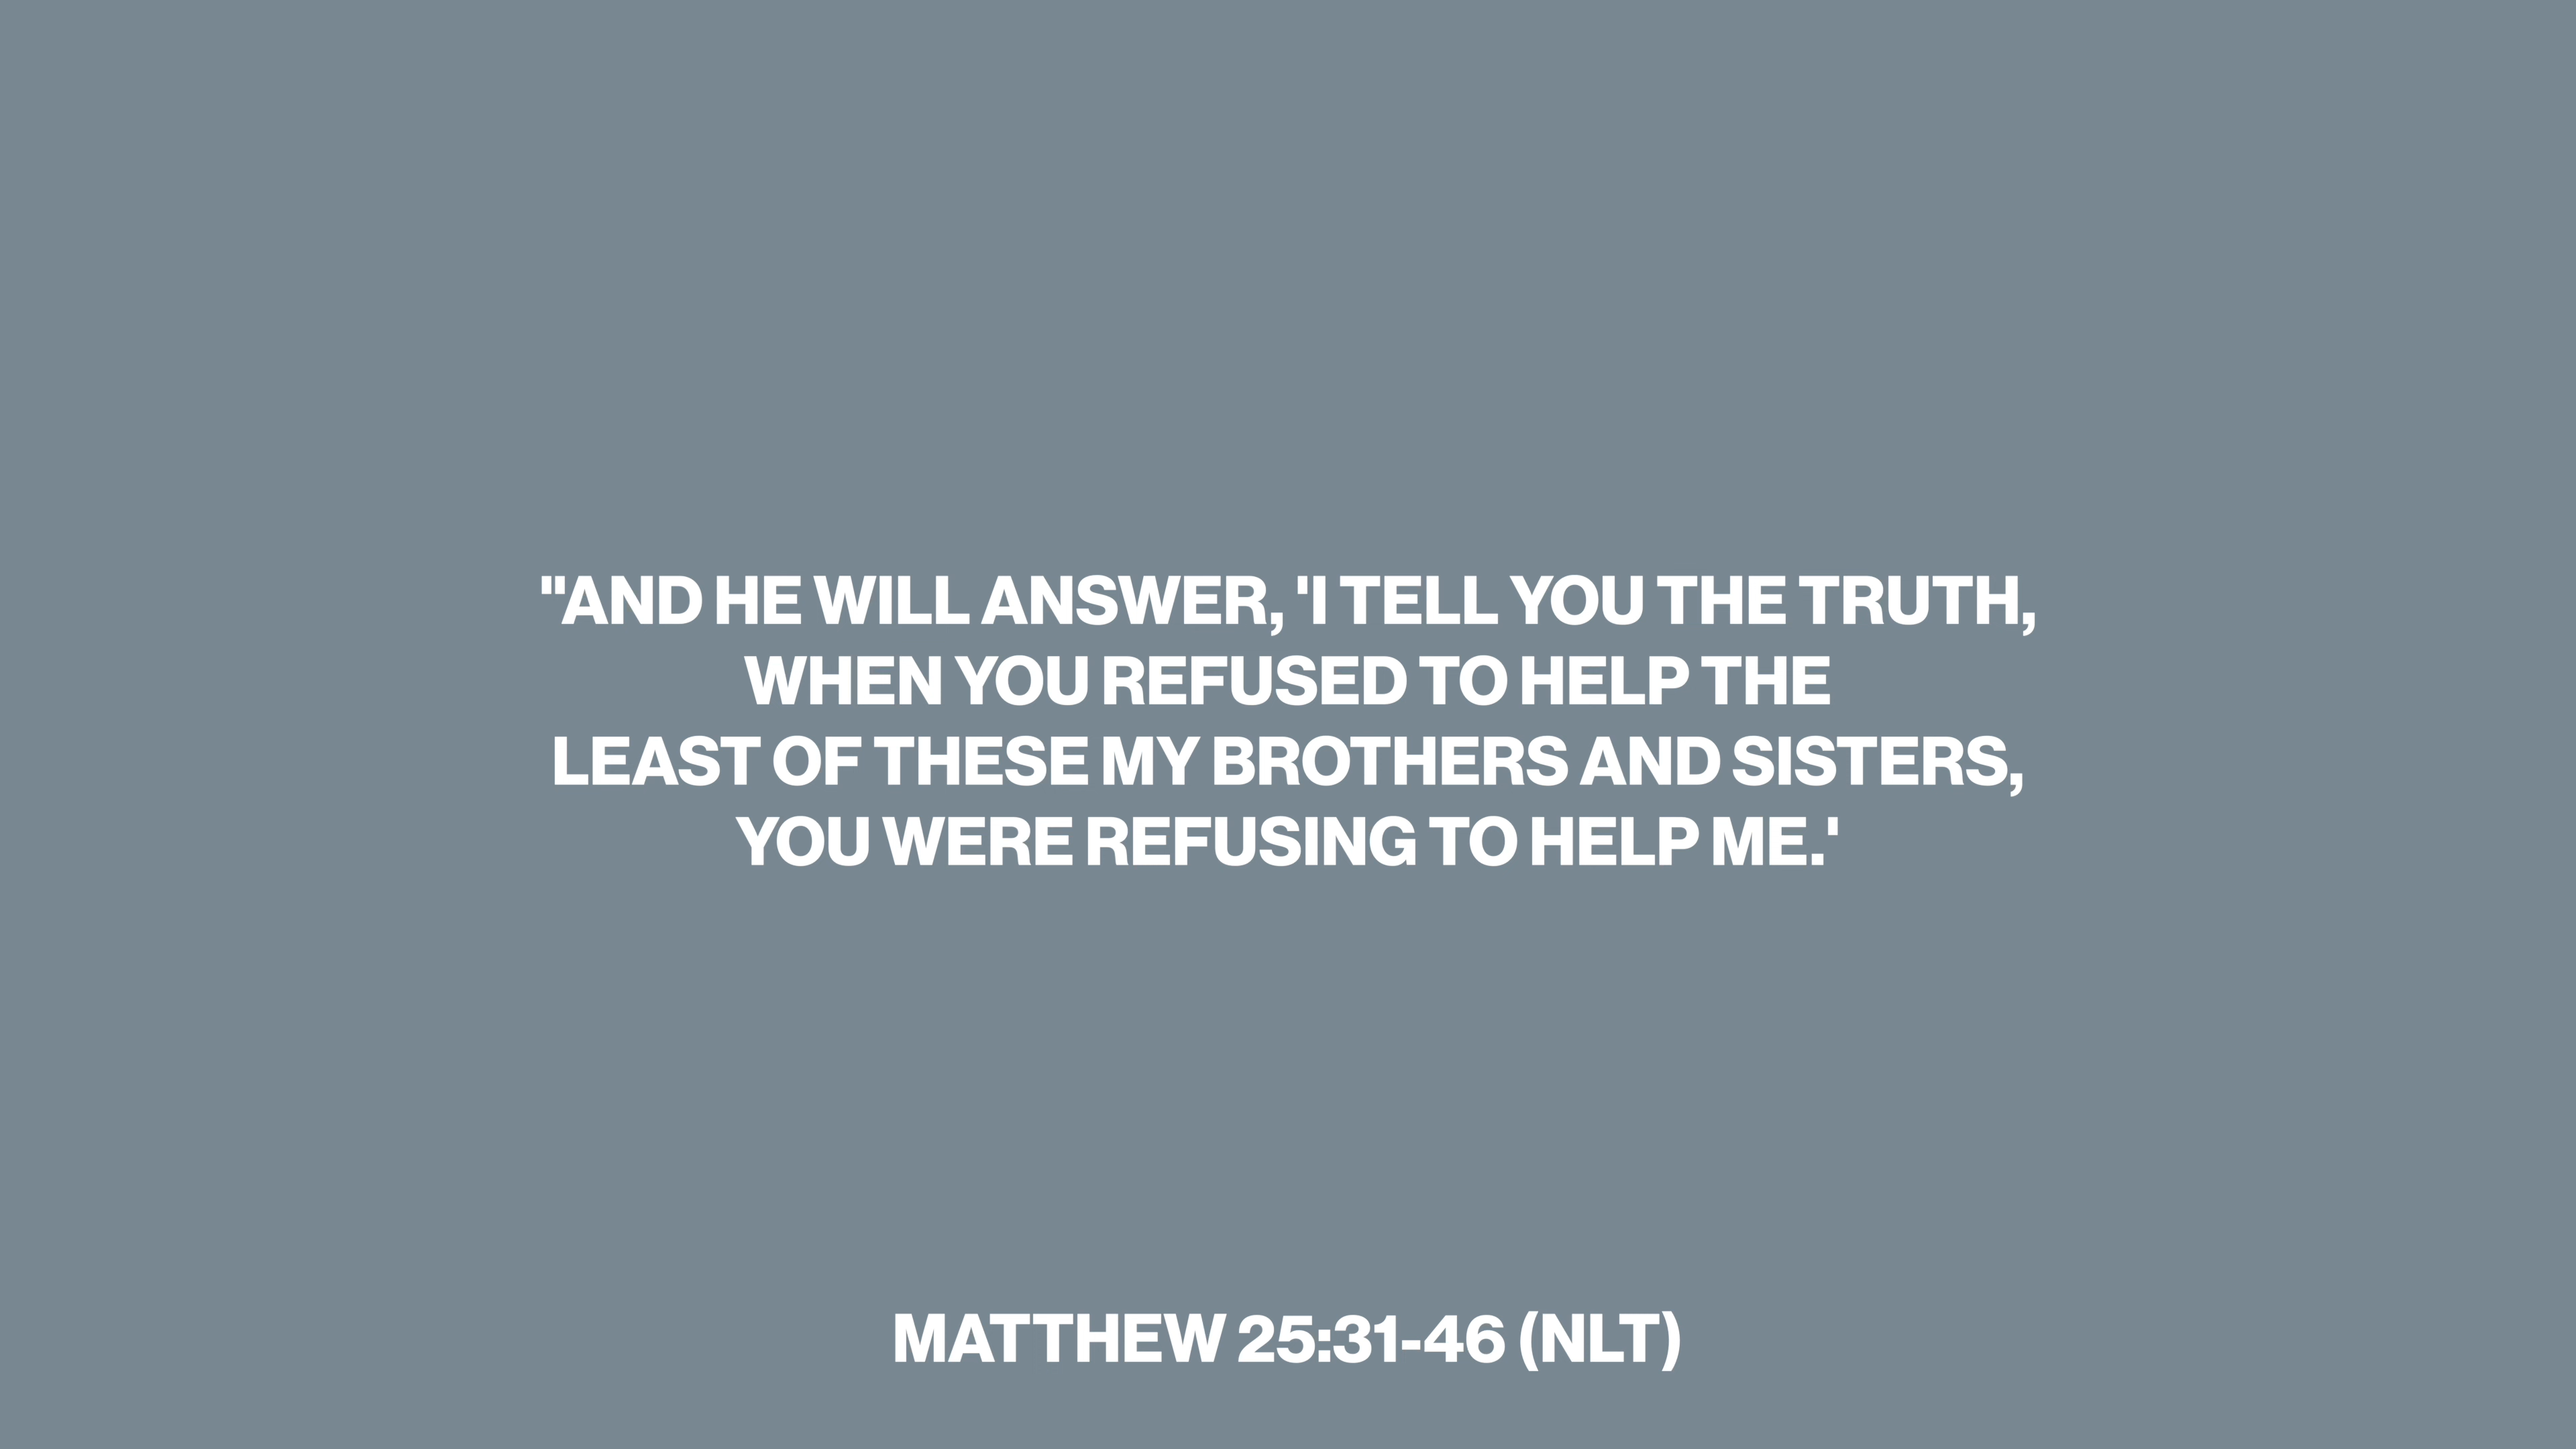 "AND HE WILL ANSWER, 'I TELL YOU THE TRUTH,
WHEN YOU REFUSED TO HELP THE
LEAST OF THESE MY BROTHERS AND SISTERS,
YOU WERE REFUSING TO HELP ME.'
MATTHEW 25:31-46 (NLT)